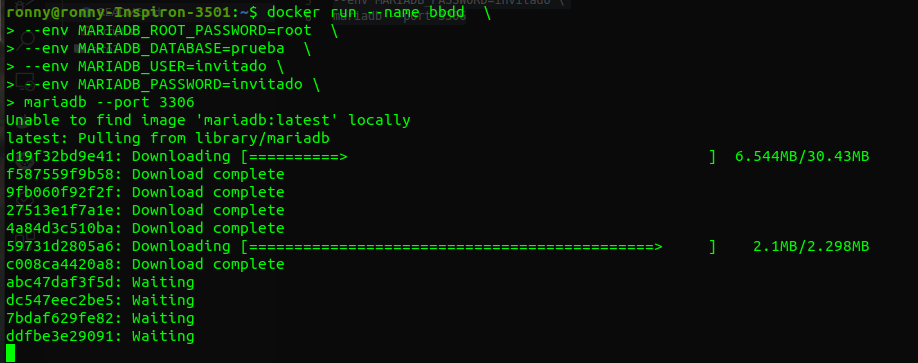 ronny@ronny-Inspiron-3501:~$ docker run --name bbdd \
> --env MARIADB_ROOT_PASSWORD=root \
> --env MARIADB_DATABASE=prueba \
> --env MARIADB_USER=invitado \
> --env MARIADB_PASSWORD=invitado \
> mariadb --port 3306
Unable to find image 'mariadb:latest' locally
latest: Pulling from library/mariadb
d19f32bd9e41: Downloading [==========> ] 6.544MB/30.43MB
f587559f9b58: Download complete
9fb060f92f2f: Download complete
27513e1f7a1e: Download complete
4a84d3c510ba: Download complete
59731d2805a6: Downloading [=============================================> ] 2.1MB/2.298MB
c008ca4420a8: Download complete
abc47daf3f5d: Waiting
dc547eec2be5: Waiting
7bdaf629fe82: Waiting
ddfbe3e29091: Waiting